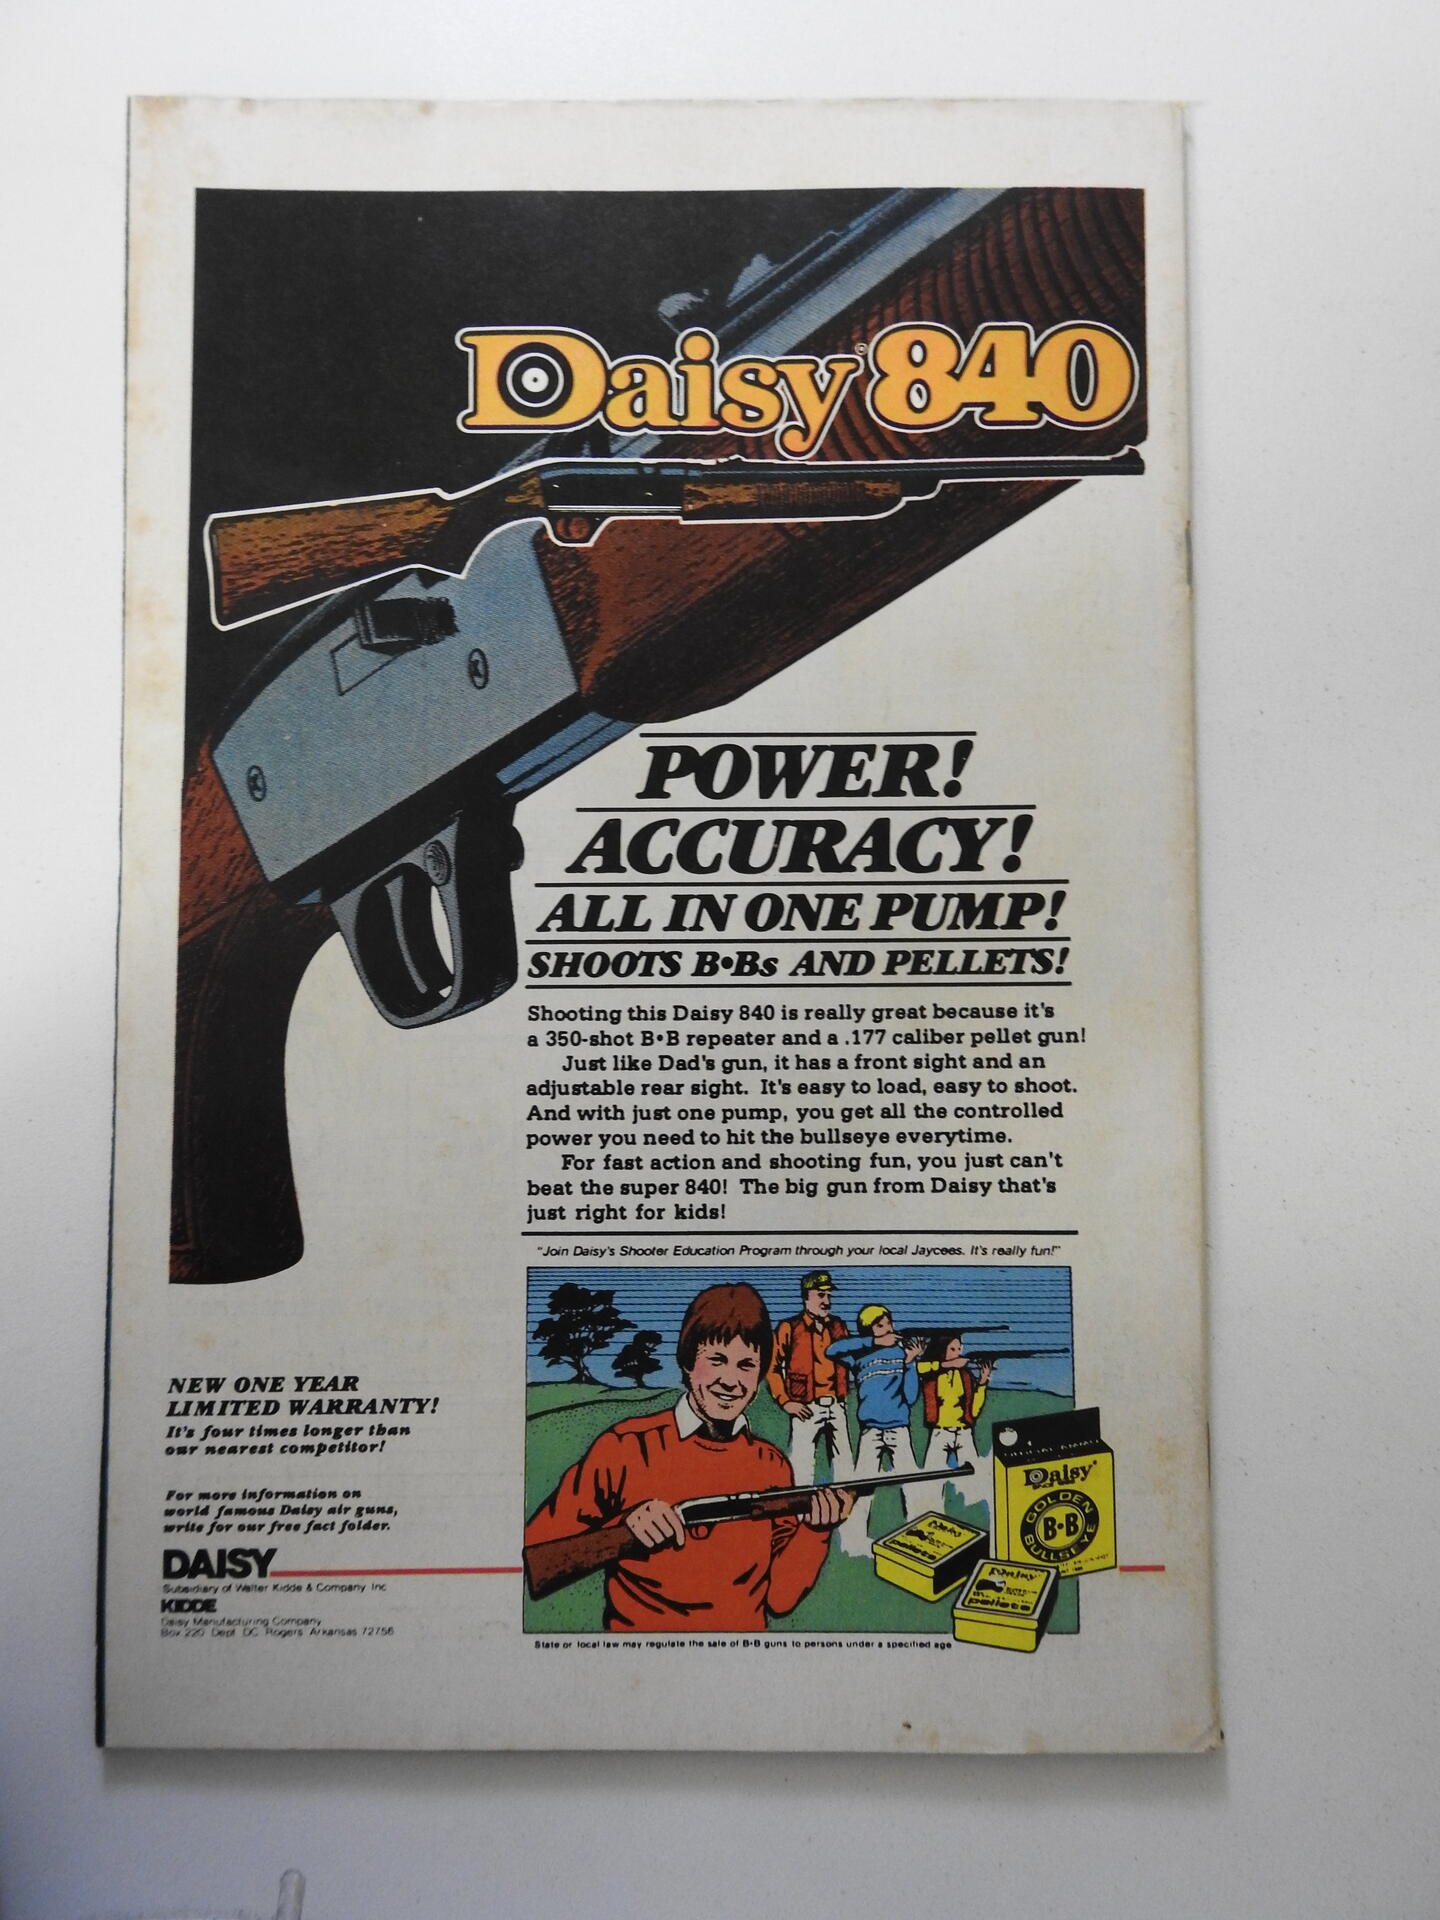 Daisy® 840
POWER!
ACCURACY!
ALL IN ONE PUMP!
SHOOTS B•Bs AND PELLETS!
Shooting this Daisy 840 is really great because it's
a 350-shot B•B repeater and a .177 caliber pellet gun!
Just like Dad's gun, it has a front sight and an
adjustable rear sight. It's easy to load, easy to shoot.
And with just one pump, you get all the controlled
power you need to hit the bullseye everytime.
For fast action and shooting fun, you just can't
beat the super 840! The big gun from Daisy that's
just right for kids!
"Join Daisy's Shooter Education Program through your local Jaycees. It's really fun!"
NEW ONE YEAR
LIMITED WARRANTY!
It's four times longer than
our nearest competitor!
For more information on
world famous Daisy air guns,
write for our free fact folder.
DAISY
Subsidiary of Walter Kidde & Company Inc
KIDDE
Daisy Manufacturing Company
Box 220 Dept DC Rogers Arkansas 72756
Daisy®
GOLDEN
B•B
BULLSEYE
Daisy
pellets
Daisy
pellets
State or local law may regulate the sale of B•B guns to persons under a specified age